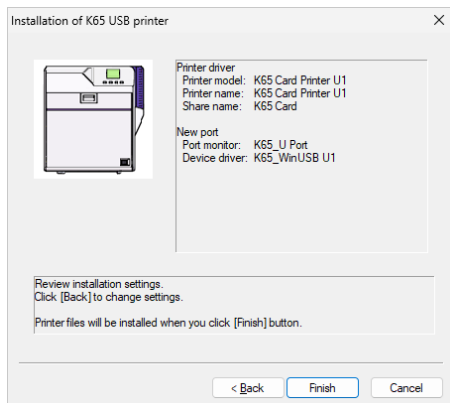 Installation of K65 USB printer
Printer driver
Printer model: K65 Card Printer U1
Printer name: K65 Card Printer U1
Share name: K65 Card
New port
Port monitor: K65_U Port
Device driver: K65_WinUSB U1
Review installation settings.
Click [Back] to change settings.
Printer files will be installed when you click [Finish] button.
< Back
Finish
Cancel